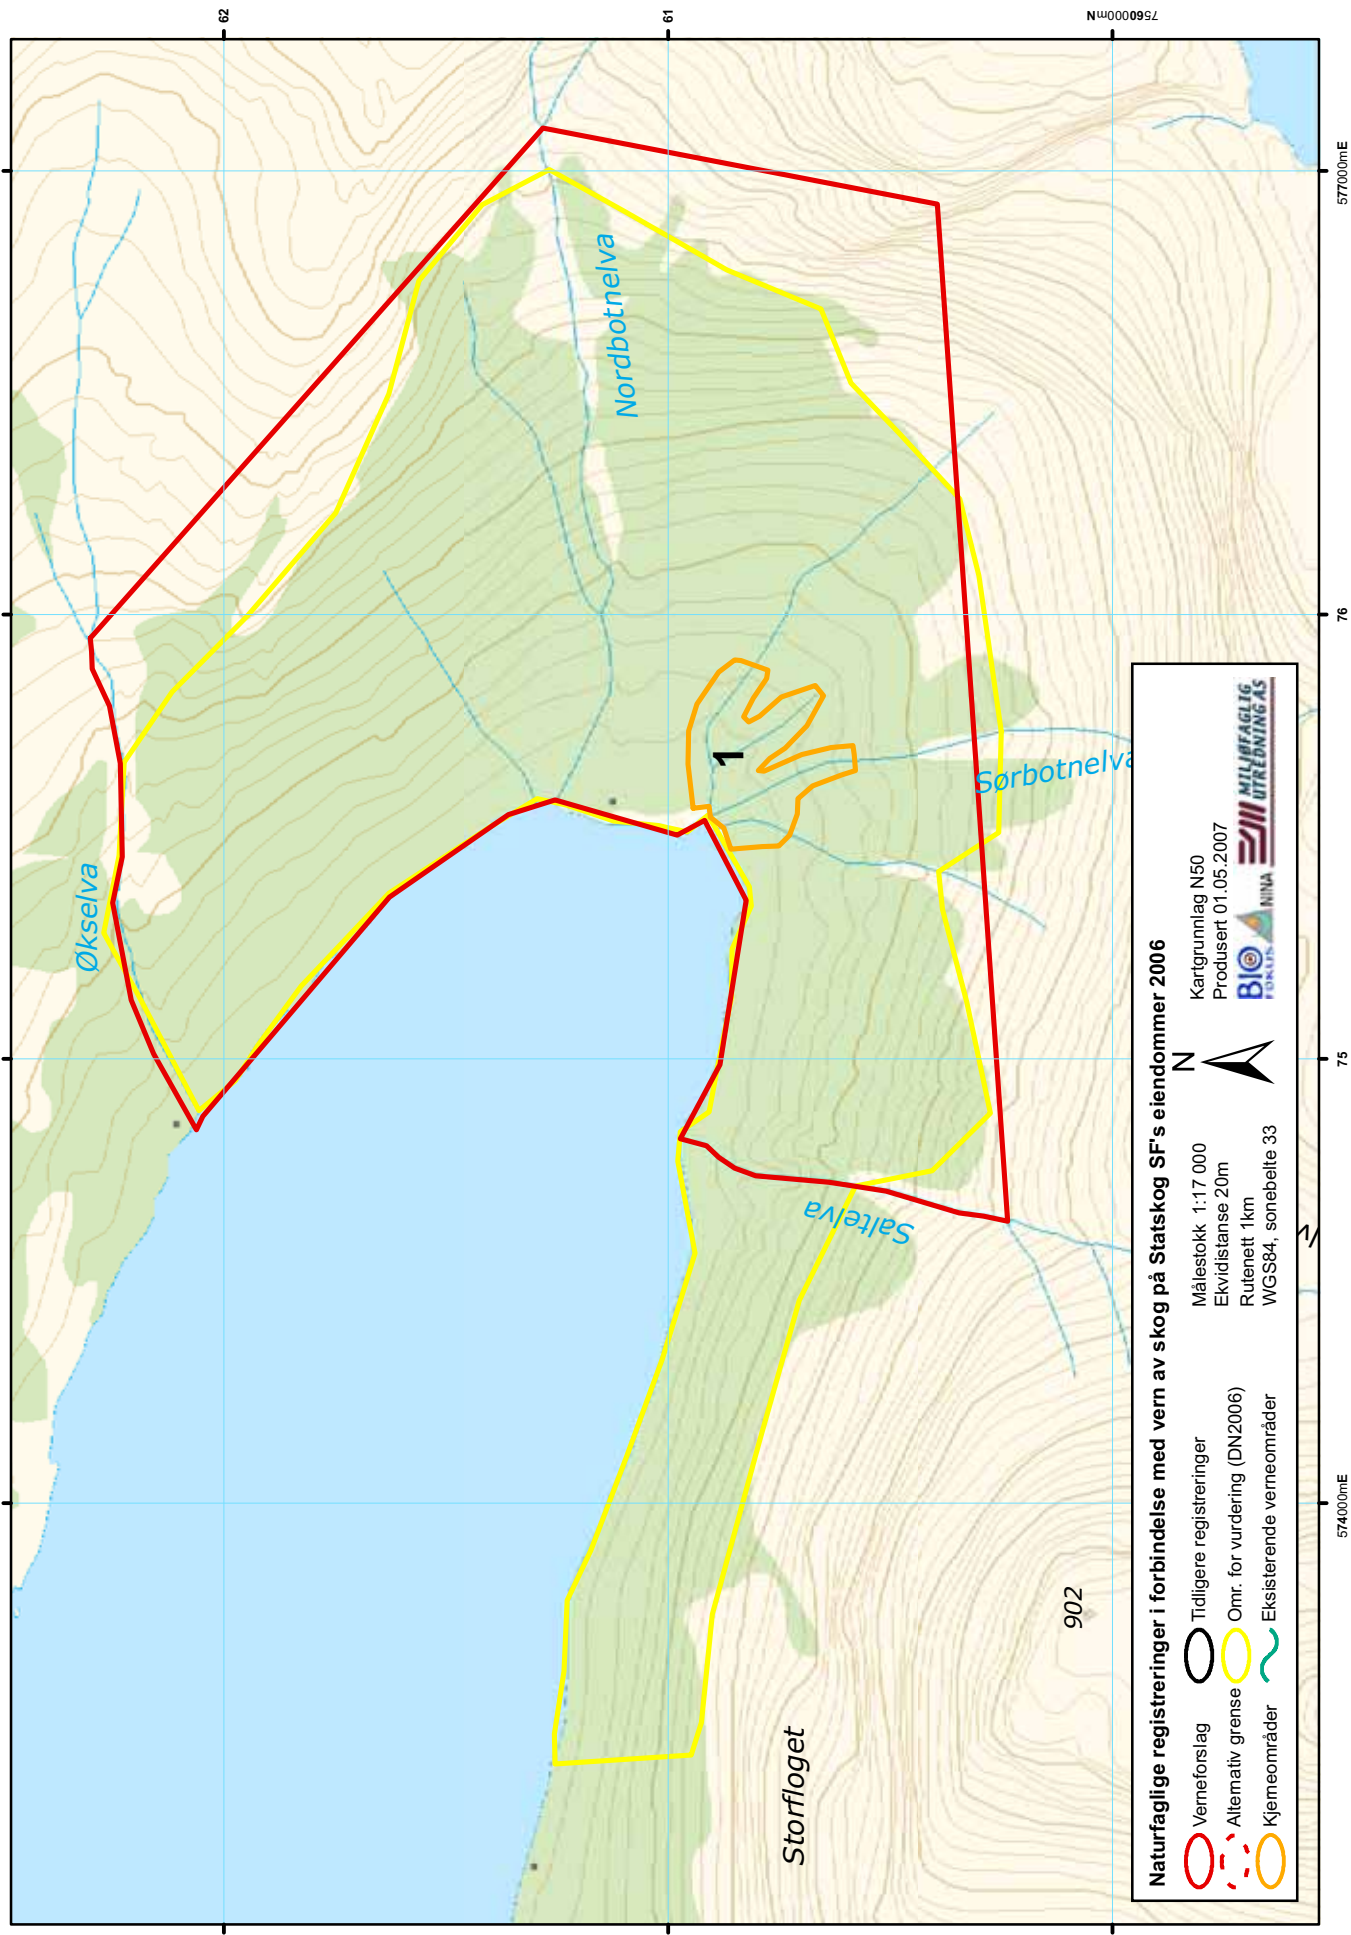 62
61
7560000mN
577000mE
76
75
574000mE
Økselva
Nordbotnelva
Sørbotnelva
Saltelva
1
Storfloget
902
Naturfaglige registreringer i forbindelse med vern av skog på Statskog SF's eiendommer 2006
Verneforslag
Alternativ grense
Kjerneområder
Tidligere registreringer
Omr. for vurdering (DN2006)
Eksisterende verneområder
Målestokk 1:17 000
Ekvidistanse 20m
Rutenett 1km
WGS84, sonebelte 33
N
Kartgrunnlag N50
Produsert 01.05.2007
BIO
FOKUS
NINA
MILJØFAGLIG
UTREDNING AS